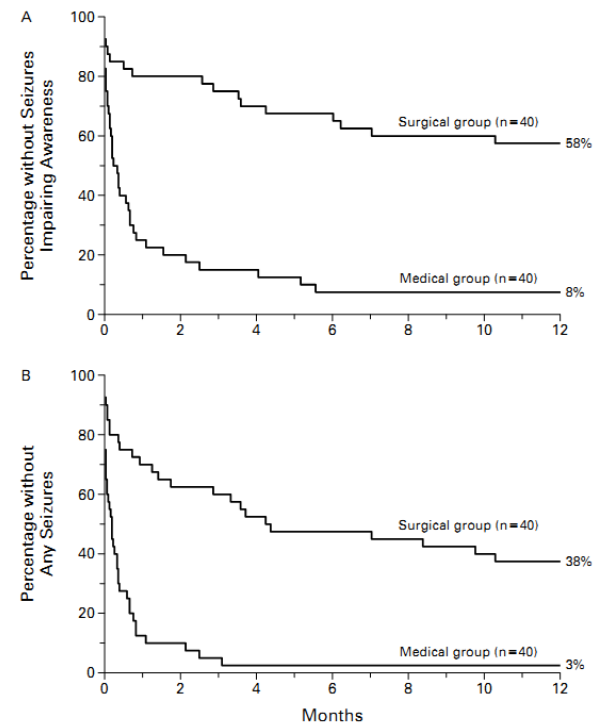 A
Percentage without Seizures
Impairing Awareness
100
80
60
40
20
0
Surgical group (n=40)
58%
Medical group (n=40)
8%
0 2 4 6 8 10 12
B
Percentage without
Any Seizures
100
80
60
40
20
0
Surgical group (n=40)
38%
Medical group (n=40)
3%
0 2 4 6 8 10 12
Months